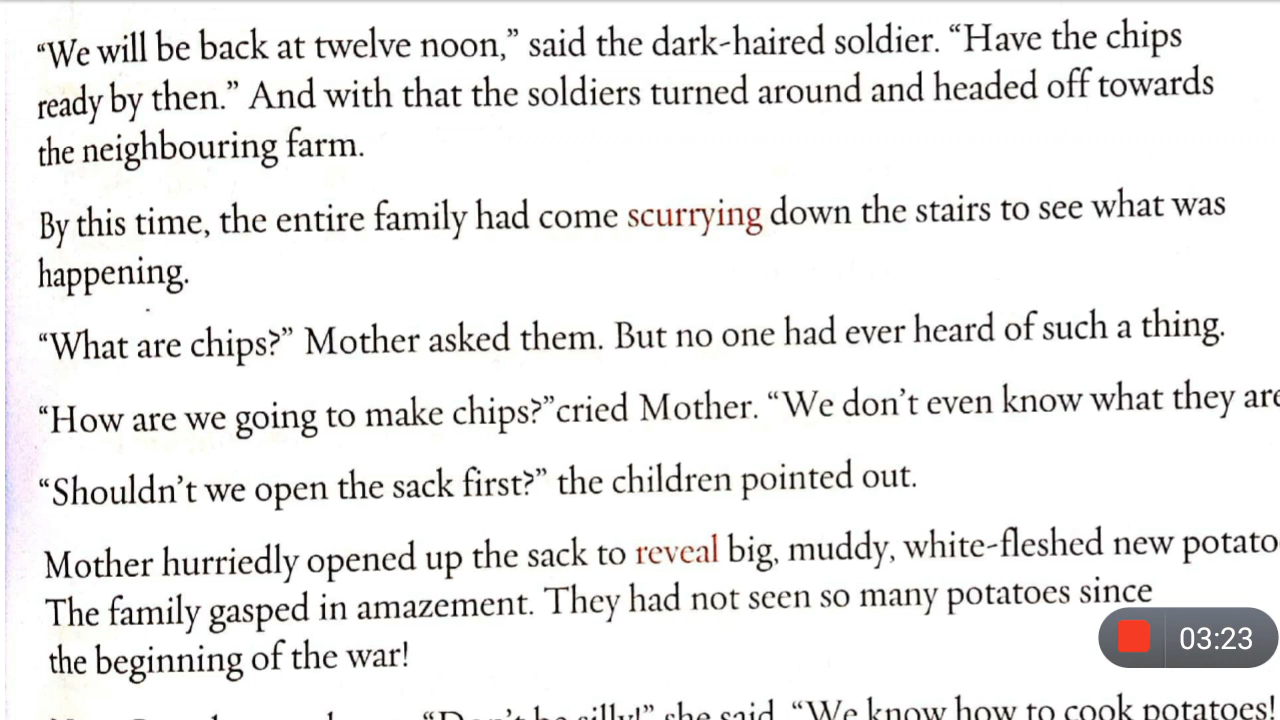 “We will be back at twelve noon,” said the dark-haired soldier. “Have the chips
ready by then.” And with that the soldiers turned around and headed off towards
the neighbouring farm.
By this time, the entire family had come scurrying down the stairs to see what was
happening.
“What are chips?” Mother asked them. But no one had ever heard of such a thing.
“How are we going to make chips?”cried Mother. “We don’t even know what they are
“Shouldn’t we open the sack first?” the children pointed out.
Mother hurriedly opened up the sack to reveal big, muddy, white-fleshed new potato
The family gasped in amazement. They had not seen so many potatoes since
the beginning of the war!
03:23
“Don’t be silly!” she said. “We know how to cook potatoes!